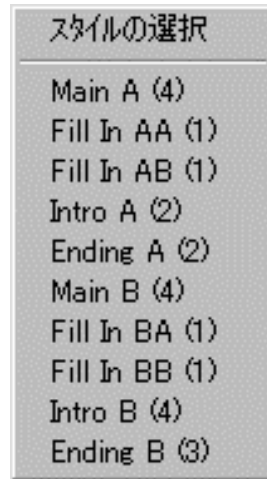 スタイルの選択
Main A (4)
Fill In AA (1)
Fill In AB (1)
Intro A (2)
Ending A (2)
Main B (4)
Fill In BA (1)
Fill In BB (1)
Intro B (4)
Ending B (3)